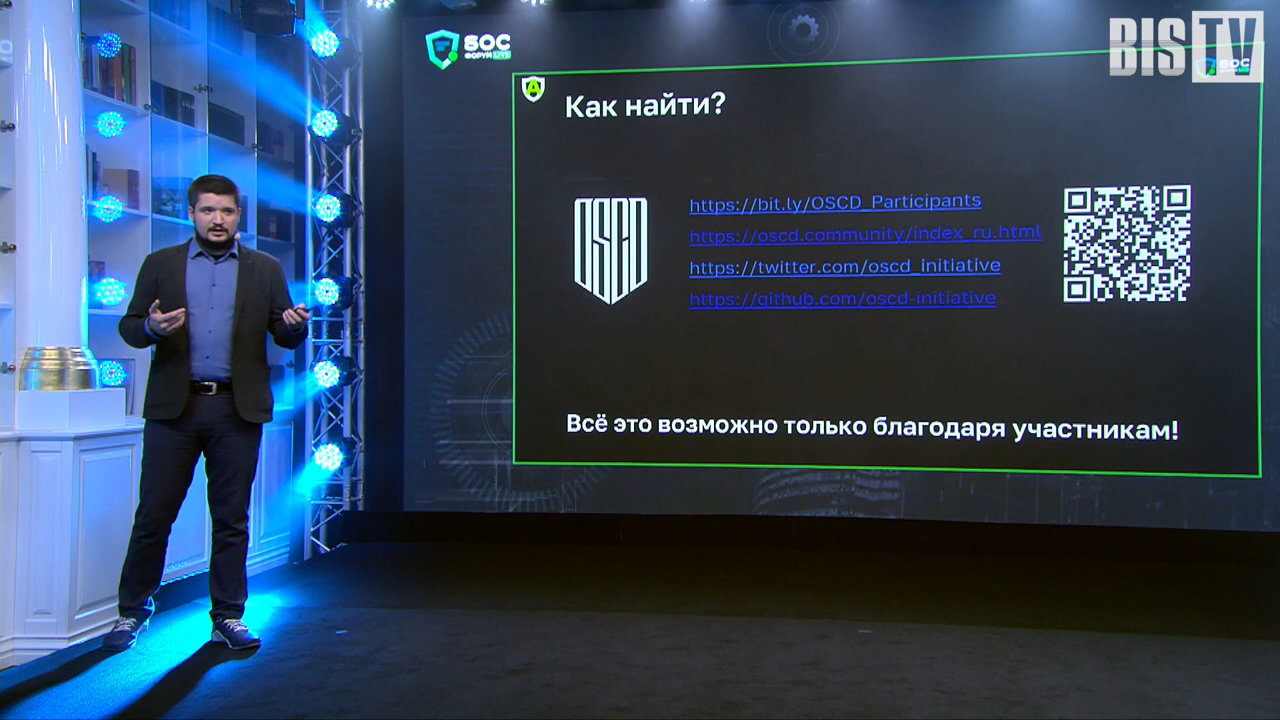 SOC
ФОРУМ LIVE
BIS TV
SOC
A
Как найти?
OSCD
https://bit.ly/OSCD_Participants
https://oscd.community/index_ru.html
https://twitter.com/oscd_initiative
https://github.com/oscd-initiative
Всё это возможно только благодаря участникам!